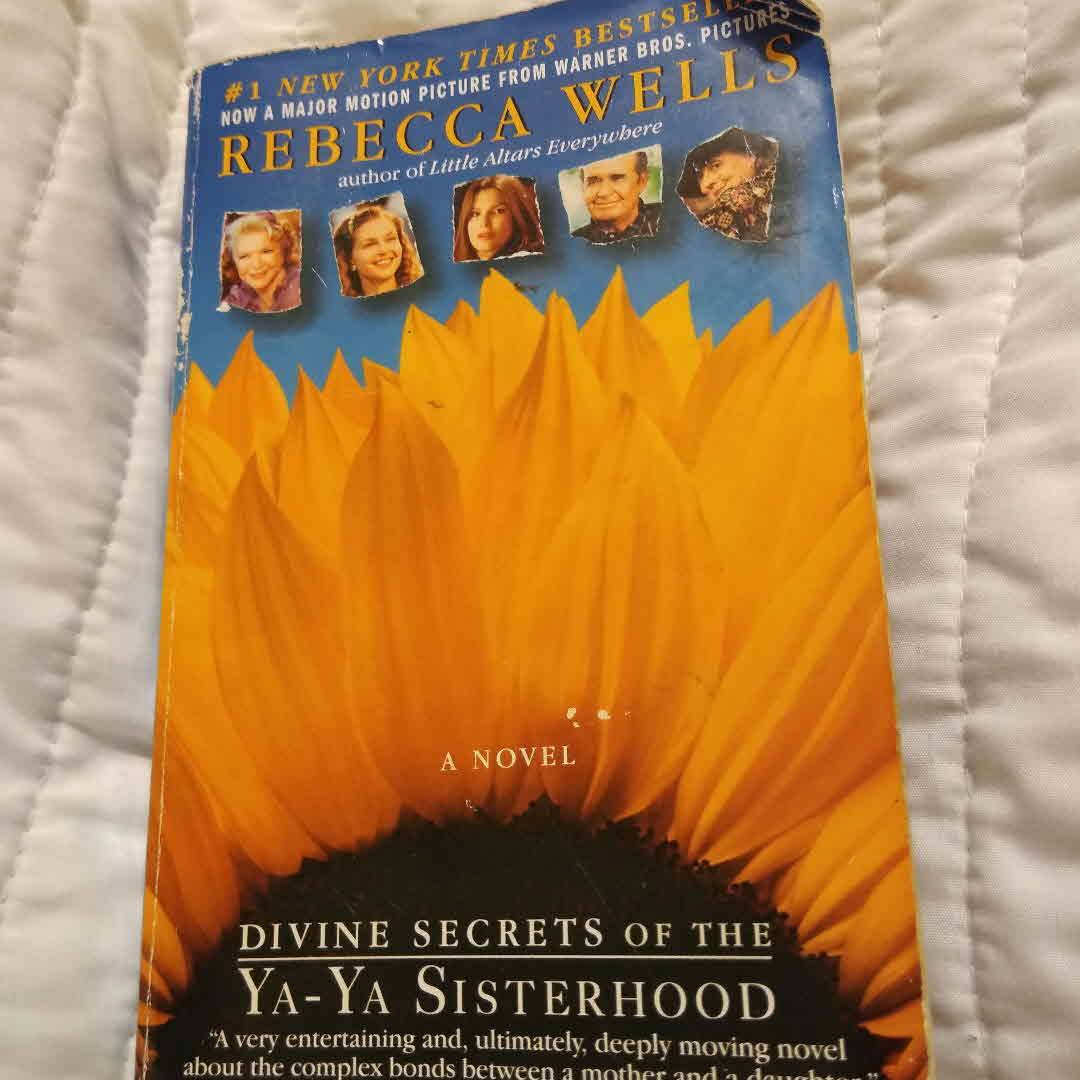 #1 NEW YORK TIMES
NOW A MAJOR MOTION PICTURE FROM WARNER BROS. PICTURES
REBECCA WELLS
author of Little Altars Everywhere
A NOVEL
DIVINE SECRETS OF THE
YA-YA SISTERHOOD
“A very entertaining and, ultimately, deeply moving novel
about the complex bonds between a mother and a daughter.”